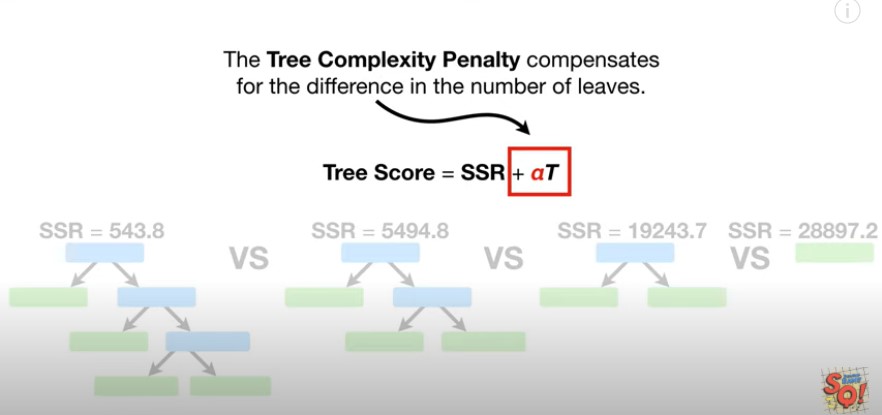 The Tree Complexity Penalty compensates
for the difference in the number of leaves.
Tree Score = SSR + αT
SSR = 543.8 SSR = 5494.8 SSR = 19243.7 SSR = 28897.2
VS VS VS
SQ!